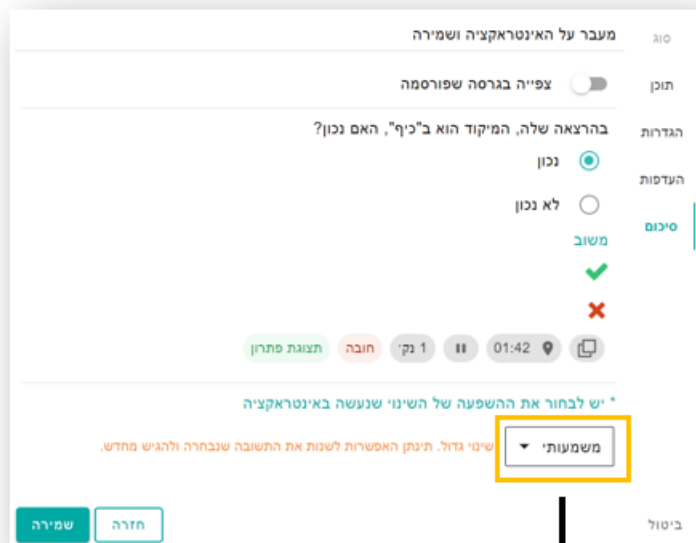 סוג
תוכן
הגדרות
העדפות
סיכום
ביטול
מעבר על האינטראקציה ושמירה
צפייה בגרסה שפורסמה
בהרצאה שלה, המיקוד הוא ב"כיף", האם נכון?
נכון
לא נכון
משוב
01:42 1 נק' חובה תצוגת פתרון
* יש לבחור את ההשפעה של השינוי שנעשה באינטראקציה
משמעותי שינוי גדול. תינתן האפשרות לשנות את התשובה שנבחרה ולהגיש מחדש.
חזרה שמירה